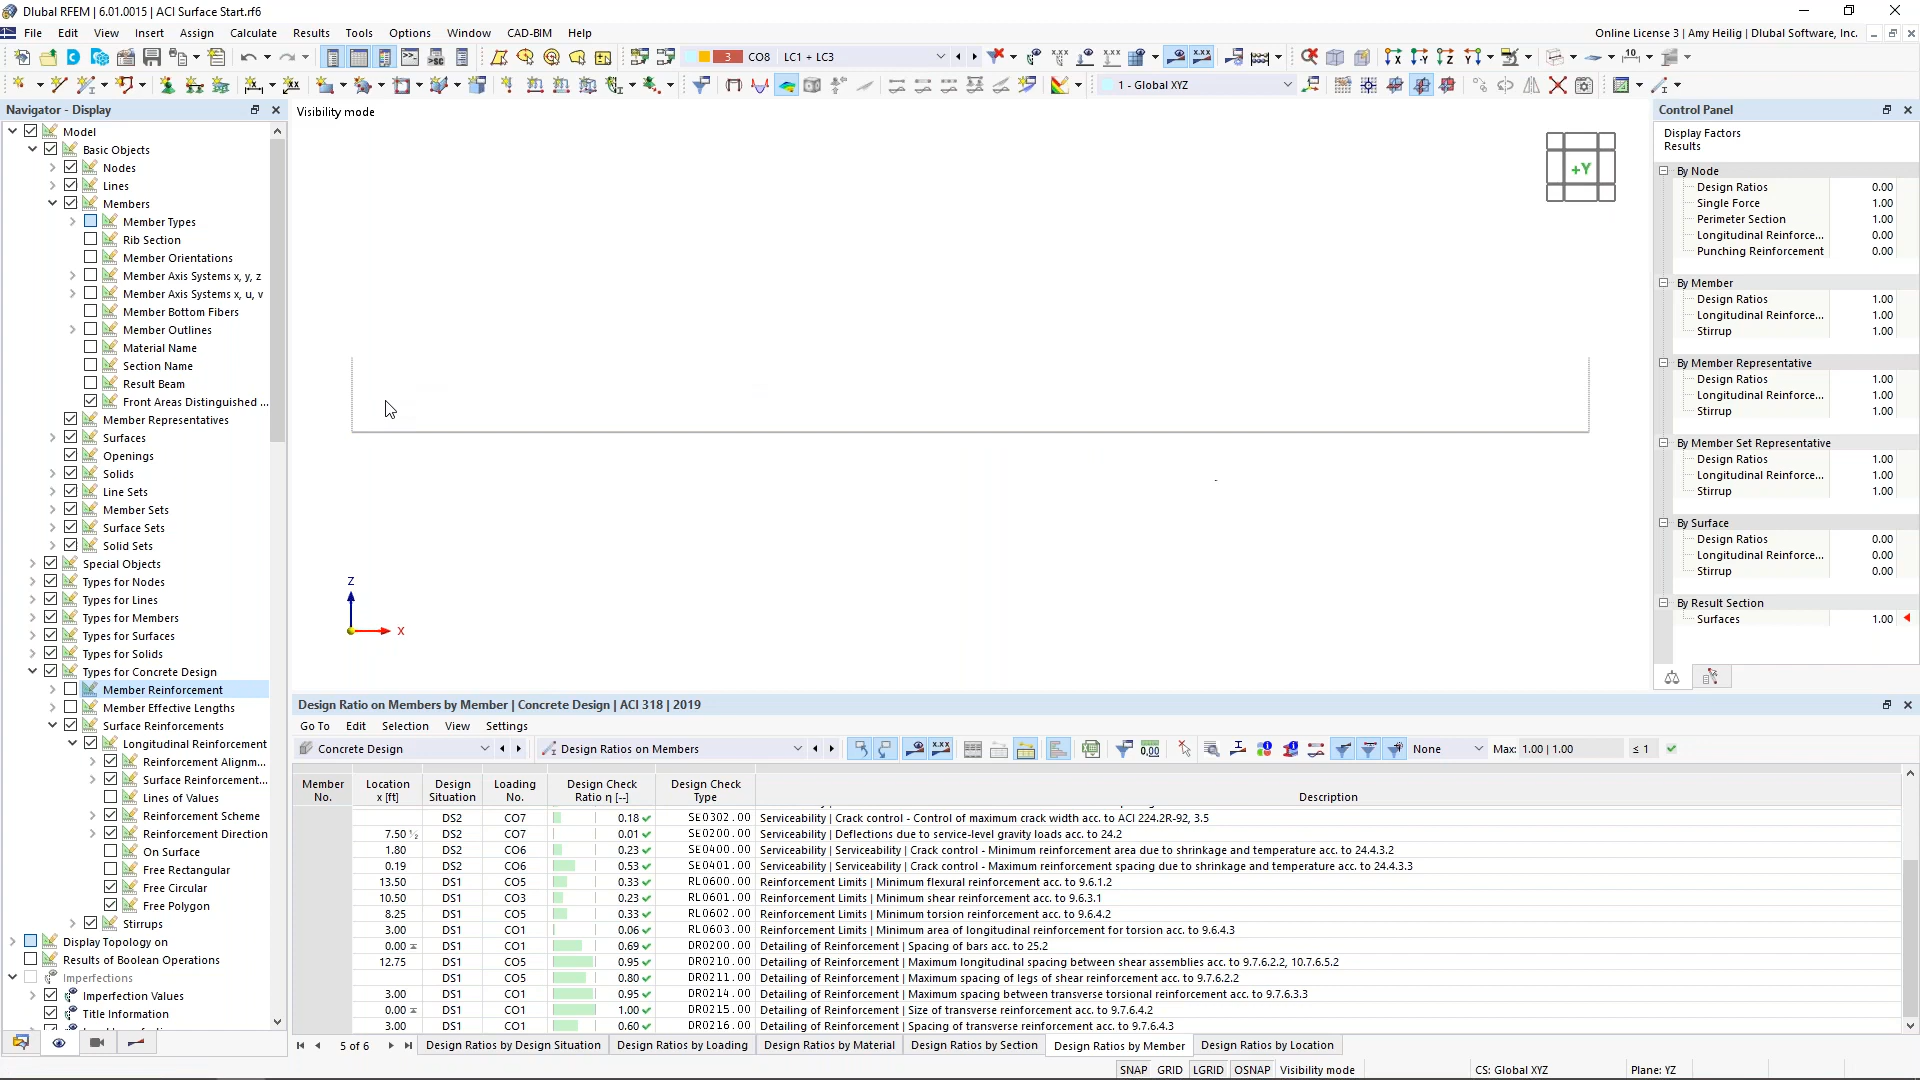 Dlubal RFEM | 6.01.0015 | ACI Surface Start.rf6
File Edit View Insert Assign Calculate Results Tools Options Window CAD-BIM Help
Online License 3 | Amy Heilig | Dlubal Software, Inc.
3 CO8 LC1 + LC3
1 - Global XYZ
Navigator - Display
Model
Basic Objects
Nodes
Lines
Members
Member Types
Rib Section
Member Orientations
Member Axis Systems x, y, z
Member Axis Systems x, u, v
Member Bottom Fibers
Member Outlines
Material Name
Section Name
Result Beam
Front Areas Distinguished ...
Member Representatives
Surfaces
Openings
Solids
Line Sets
Member Sets
Surface Sets
Solid Sets
Special Objects
Types for Nodes
Types for Lines
Types for Members
Types for Surfaces
Types for Solids
Types for Concrete Design
Member Reinforcement
Member Effective Lengths
Surface Reinforcements
Longitudinal Reinforcement
Reinforcement Alignm...
Surface Reinforcement...
Lines of Values
Reinforcement Scheme
Reinforcement Direction
On Surface
Free Rectangular
Free Circular
Free Polygon
Stirrups
Display Topology on
Results of Boolean Operations
Imperfections
Imperfection Values
Title Information
Visibility mode
+Y
Z
X
Control Panel
Display Factors
Results
By Node
Design Ratios 0.00
Single Force 1.00
Perimeter Section 1.00
Longitudinal Reinforce... 0.00
Punching Reinforcement 0.00
By Member
Design Ratios 1.00
Longitudinal Reinforce... 1.00
Stirrup 1.00
By Member Representative
Design Ratios 1.00
Longitudinal Reinforce... 1.00
Stirrup 1.00
By Member Set Representative
Design Ratios 1.00
Longitudinal Reinforce... 1.00
Stirrup 1.00
By Surface
Design Ratios 0.00
Longitudinal Reinforce... 0.00
Stirrup 0.00
By Result Section
Surfaces 1.00
Design Ratio on Members by Member | Concrete Design | ACI 318 | 2019
Go To Edit Selection View Settings
Concrete Design Design Ratios on Members None Max: 1.00 | 1.00 ≤ 1
Member No. Location x [ft] Design Situation Loading No. Design Check Ratio η [--] Design Check Type Description
DS2 CO7 0.18 SE0302.00 Serviceability | Crack control - Control of maximum crack width acc. to ACI 224.2R-92, 3.5
7.50 ½ DS2 CO7 0.01 SE0200.00 Serviceability | Deflections due to service-level gravity loads acc. to 24.2
1.80 DS2 CO6 0.23 SE0400.00 Serviceability | Serviceability | Crack control - Minimum reinforcement area due to shrinkage and temperature acc. to 24.4.3.2
0.19 DS2 CO6 0.53 SE0401.00 Serviceability | Serviceability | Crack control - Maximum reinforcement spacing due to shrinkage and temperature acc. to 24.4.3.3
13.50 DS1 CO5 0.33 RL0600.00 Reinforcement Limits | Minimum flexural reinforcement acc. to 9.6.1.2
10.50 DS1 CO3 0.23 RL0601.00 Reinforcement Limits | Minimum shear reinforcement acc. to 9.6.3.1
8.25 DS1 CO5 0.33 RL0602.00 Reinforcement Limits | Minimum torsion reinforcement acc. to 9.6.4.2
3.00 DS1 CO1 0.06 RL0603.00 Reinforcement Limits | Minimum area of longitudinal reinforcement for torsion acc. to 9.6.4.3
0.00 DS1 CO1 0.69 DR0200.00 Detailing of Reinforcement | Spacing of bars acc. to 25.2
12.75 DS1 CO5 0.95 DR0210.00 Detailing of Reinforcement | Maximum longitudinal spacing between shear assemblies acc. to 9.7.6.2.2, 10.7.6.5.2
DS1 CO5 0.80 DR0211.00 Detailing of Reinforcement | Maximum spacing of legs of shear reinforcement acc. to 9.7.6.2.2
3.00 DS1 CO1 0.95 DR0214.00 Detailing of Reinforcement | Maximum spacing between transverse torsional reinforcement acc. to 9.7.6.3.3
0.00 DS1 CO1 1.00 DR0215.00 Detailing of Reinforcement | Size of transverse reinforcement acc. to 9.7.6.4.2
3.00 DS1 CO1 0.60 DR0216.00 Detailing of Reinforcement | Spacing of transverse reinforcement acc. to 9.7.6.4.3
5 of 6 Design Ratios by Design Situation Design Ratios by Loading Design Ratios by Material Design Ratios by Section Design Ratios by Member Design Ratios by Location
SNAP GRID LGRID OSNAP Visibility mode CS: Global XYZ Plane: YZ